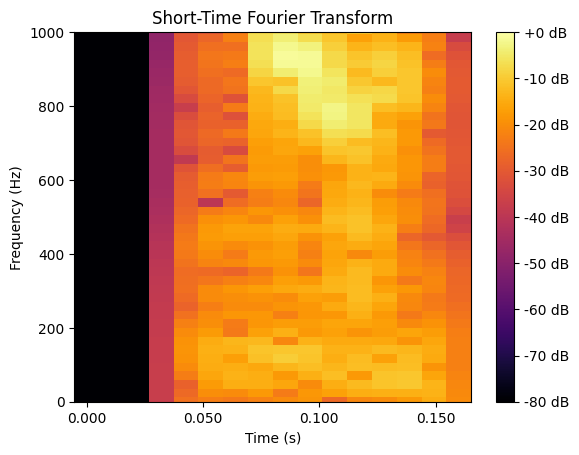 Short-Time Fourier Transform
1000
800
600
400
200
0
Frequency (Hz)
0.000
0.050
0.100
0.150
Time (s)
+0 dB
-10 dB
-20 dB
-30 dB
-40 dB
-50 dB
-60 dB
-70 dB
-80 dB